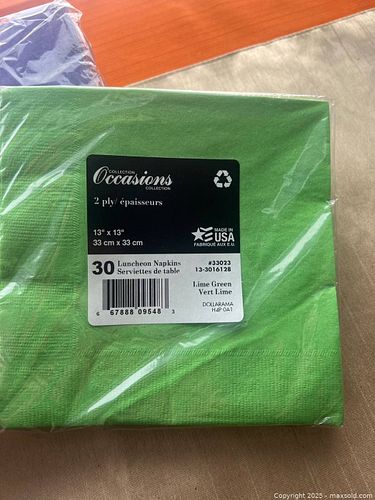 COLLECTION
Occasions
COLLECTION
2 ply/ épaisseurs
13" x 13"
33 cm x 33 cm
MADE IN
USA
FABRIQUÉ AUX É.U.
30 Luncheon Napkins
Serviettes de table
#33023
13-3016128
Lime Green
Vert Lime
DOLLARAMA
H4P 0A1
6 67888 09548 3
Copyright 2025 - maxsold.com